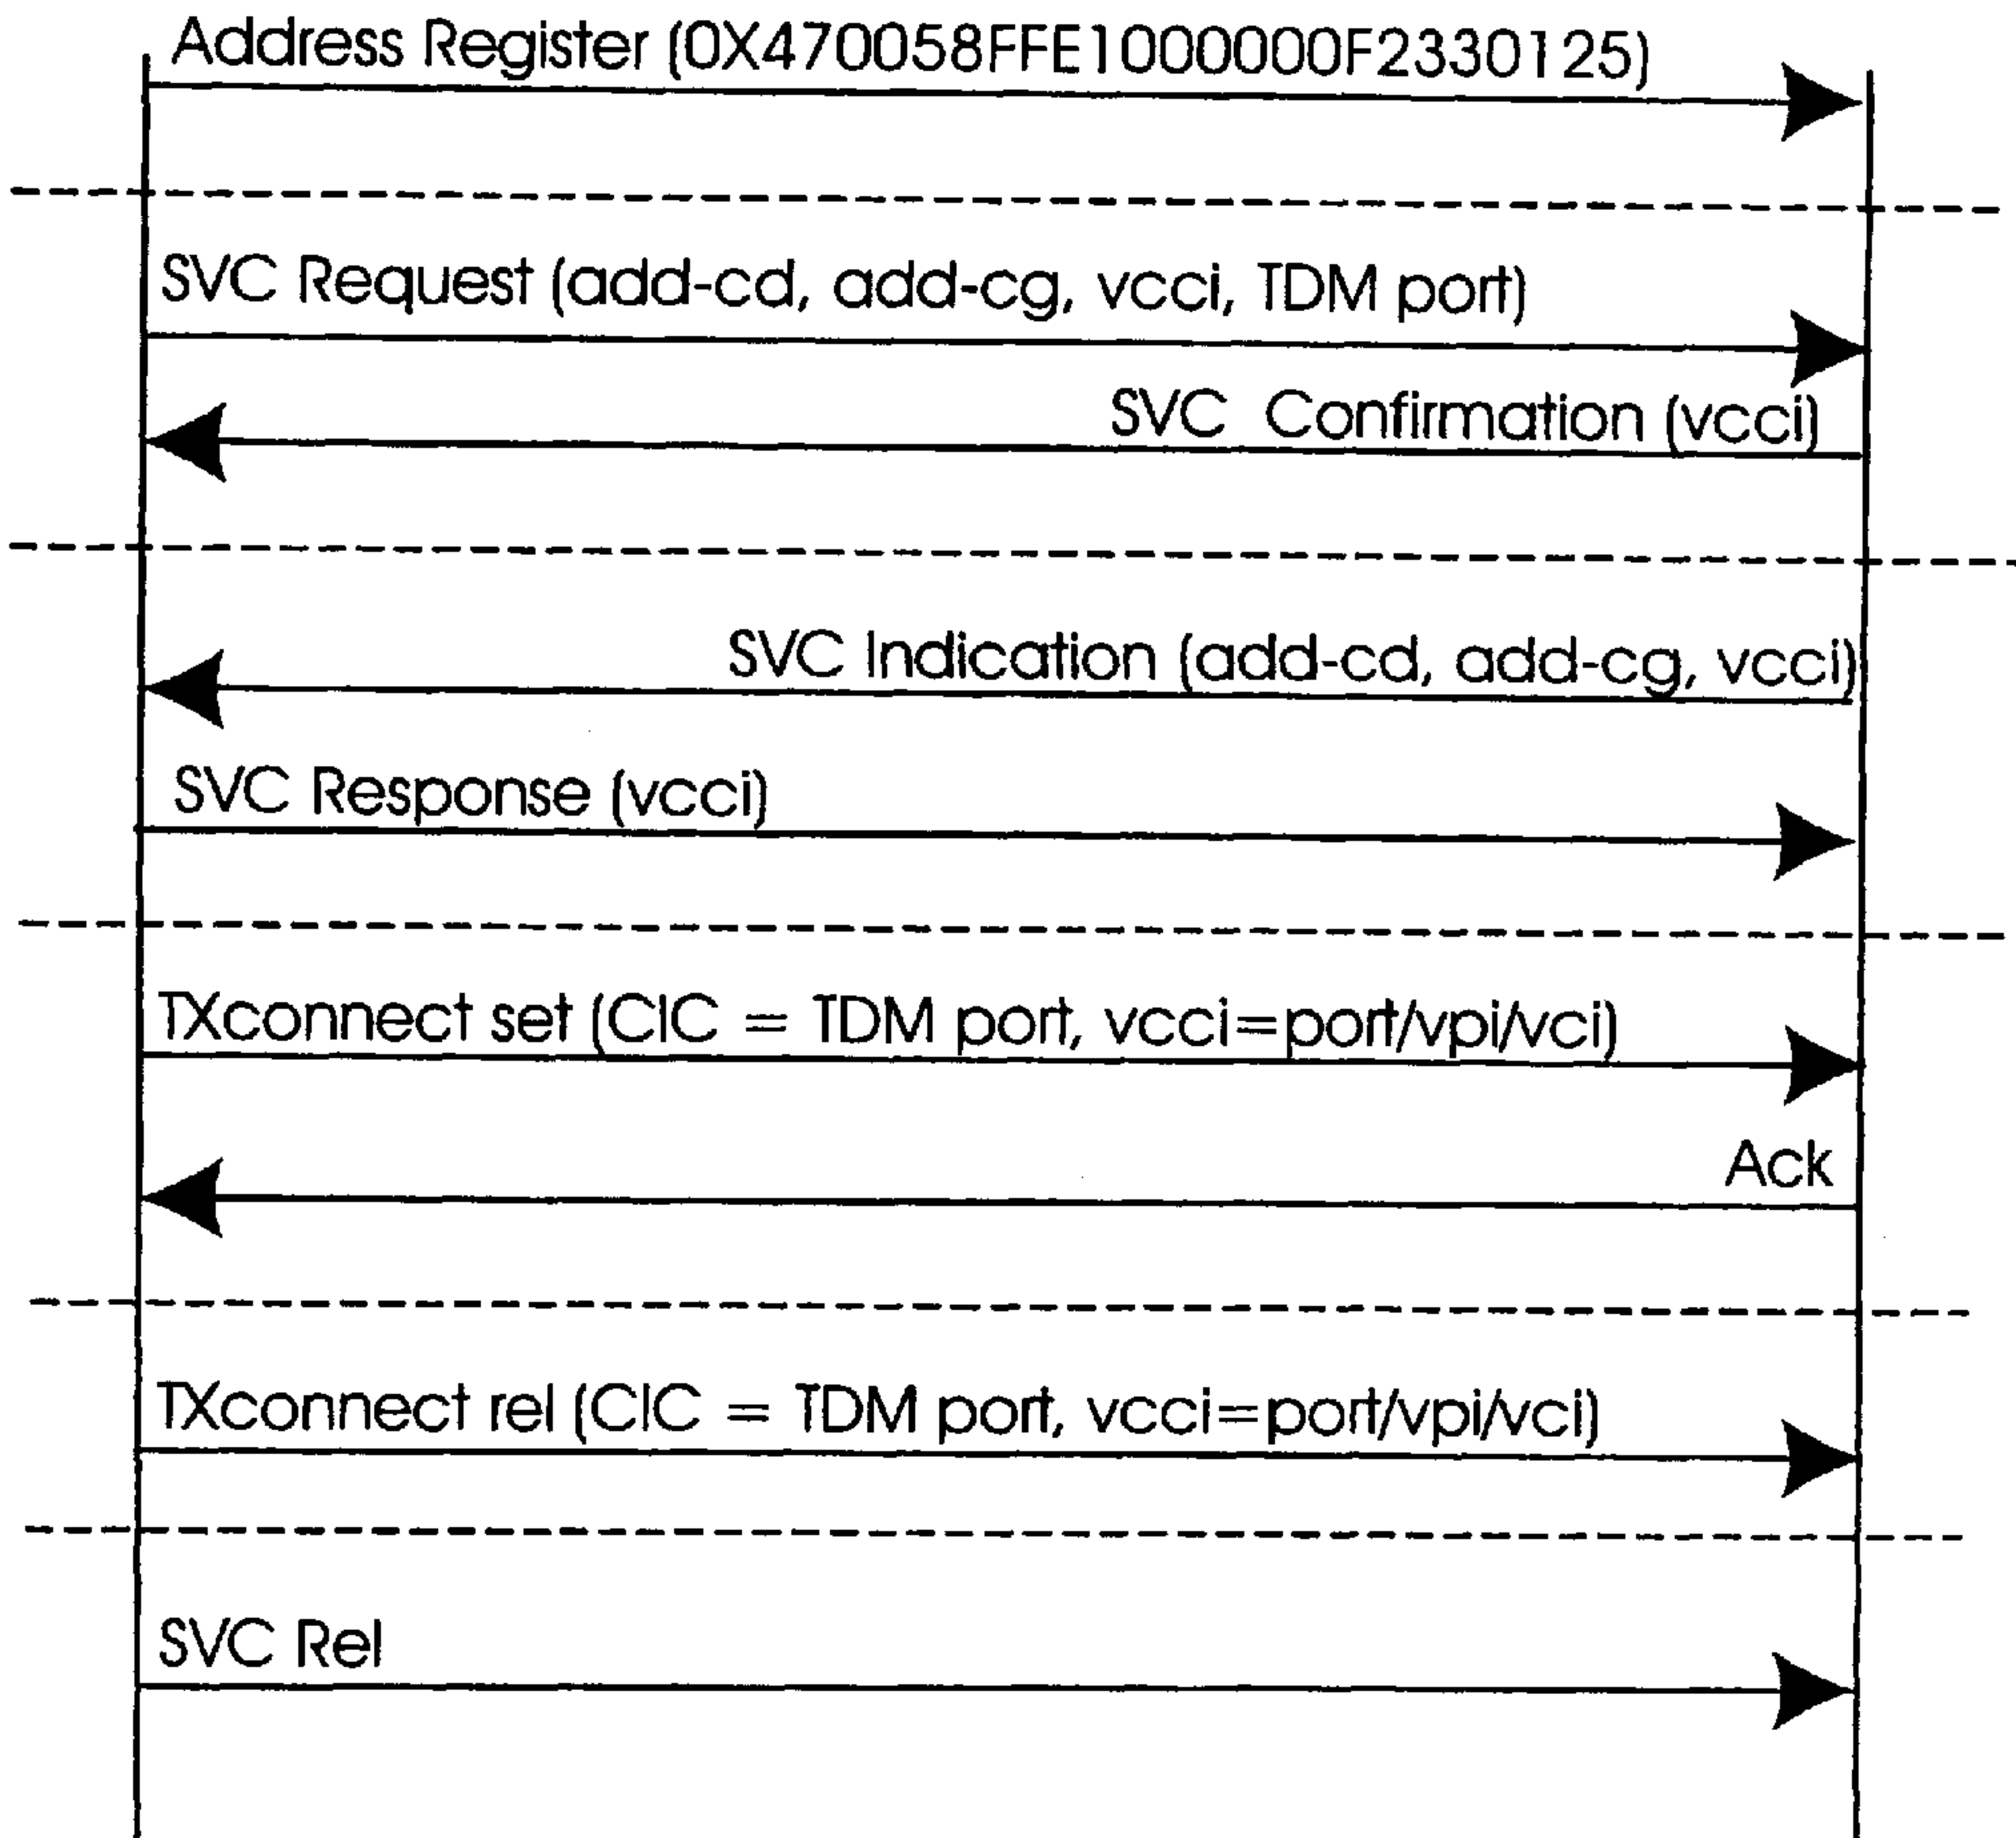 Address Register (0X470058FFE1000000F2330125)
SVC Request (add-cd, add-cg, vcci, TDM port)
SVC Confirmation (vcci)
SVC Indication (add-cd, add-cg, vcci)
SVC Response (vcci)
TXconnect set (CIC = TDM port, vcci=port/vpi/vci)
Ack
TXconnect rel (CIC = TDM port, vcci=port/vpi/vci)
SVC Rel